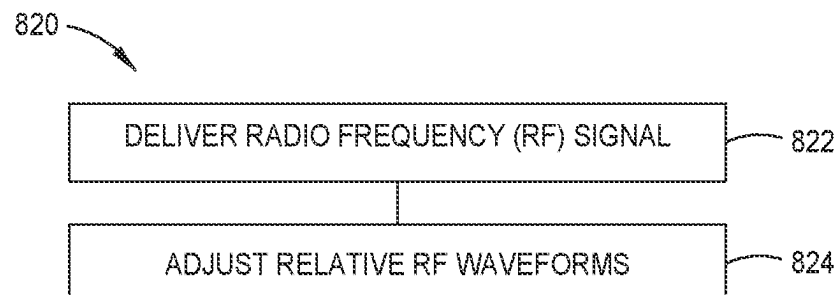 820
DELIVER RADIO FREQUENCY (RF) SIGNAL
822
ADJUST RELATIVE RF WAVEFORMS
824